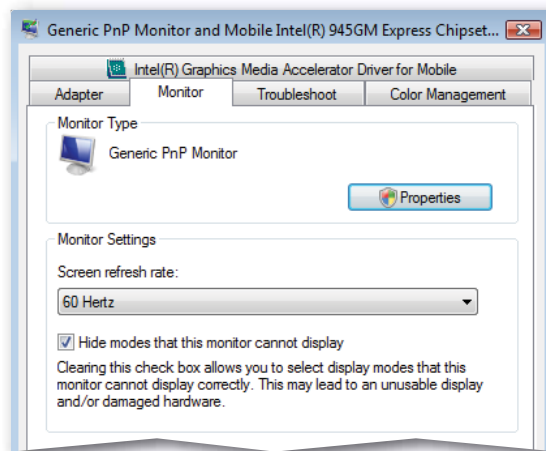 Generic PnP Monitor and Mobile Intel(R) 945GM Express Chipset...
Intel(R) Graphics Media Accelerator Driver for Mobile
Adapter Monitor Troubleshoot Color Management
Monitor Type
Generic PnP Monitor
Properties
Monitor Settings
Screen refresh rate:
60 Hertz
Hide modes that this monitor cannot display
Clearing this check box allows you to select display modes that this
monitor cannot display correctly. This may lead to an unusable display
and/or damaged hardware.